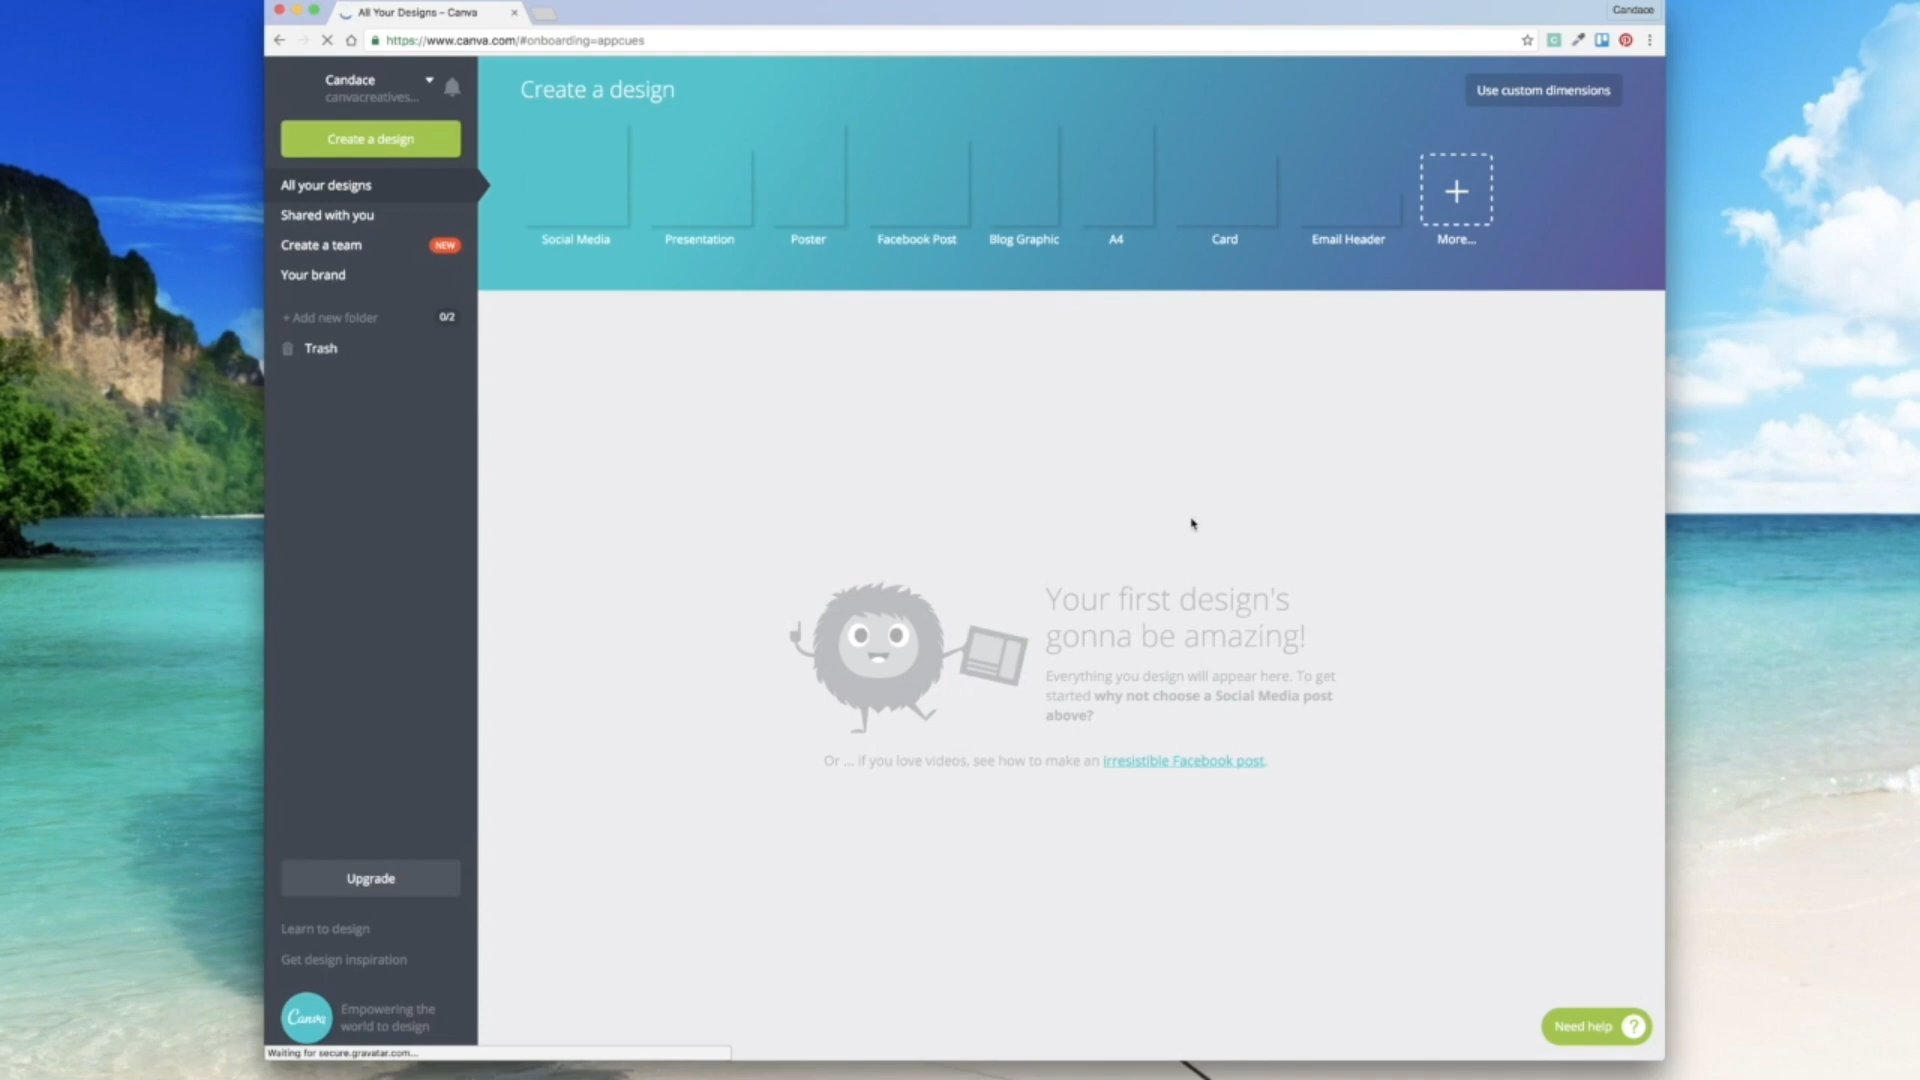 All Your Designs – Canva
Candace
https://www.canva.com/#onboarding=appcues
Candace
canvacreatives...
Create a design
Use custom dimensions
Create a design
All your designs
Shared with you
Create a team NEW
Your brand
+ Add new folder 0/2
Trash
Social Media Presentation Poster Facebook Post Blog Graphic A4 Card Email Header More...
Your first design's
gonna be amazing!
Everything you design will appear here. To get
started why not choose a Social Media post
above?
Or ... if you love videos, see how to make an irresistible Facebook post.
Upgrade
Learn to design
Get design inspiration
Canva
Empowering the
world to design
Need help ?
Waiting for secure.gravatar.com...